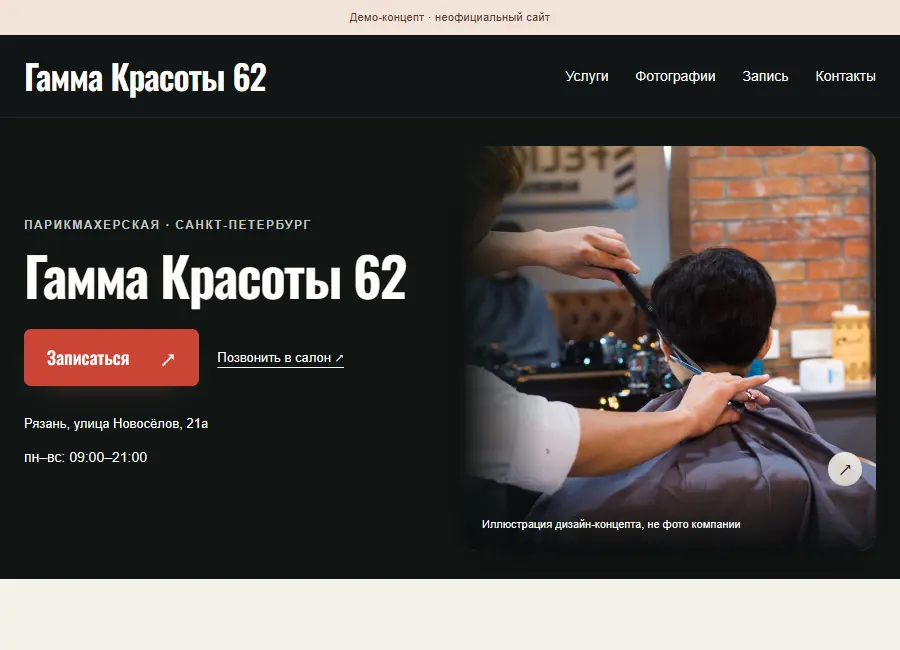 Демо-концепт · неофициальный сайт
Гамма Красоты 62
Услуги
Фотографии
Запись
Контакты
ПАРИКМАХЕРСКАЯ · САНКТ-ПЕТЕРБУРГ
Гамма Красоты 62
Записаться ↗
Позвонить в салон ↗
Рязань, улица Новосёлов, 21а
пн–вс: 09:00–21:00
↗
Иллюстрация дизайн-концепта, не фото компании